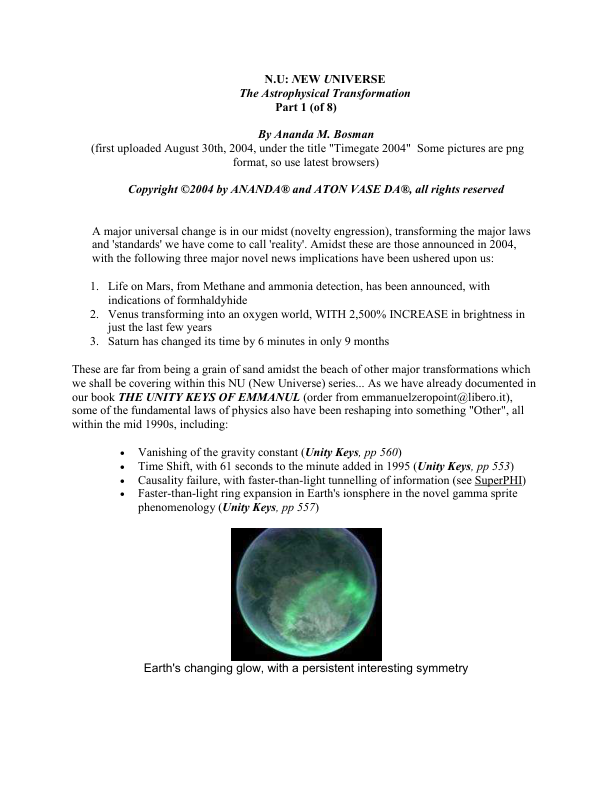 N.U: NEW UNIVERSE
The Astrophysical Transformation
Part 1 (of 8)
By Ananda M. Bosman
(first uploaded August 30th, 2004, under the title "Timegate 2004"  Some pictures are png
format, so use latest browsers)
Copyright ©2004 by ANANDA® and ATON VASE DA®, all rights reserved
A major universal change is in our midst (novelty engression), transforming the major laws
and 'standards' we have come to call 'reality'. Amidst these are those announced in 2004,
with the following three major novel news implications have been ushered upon us:
1. Life on Mars, from Methane and ammonia detection, has been announced, with
indications of formhaldyhide
2. Venus transforming into an oxygen world, WITH 2,500% INCREASE in brightness in
just the last few years
3. Saturn has changed its time by 6 minutes in only 9 months
These are far from being a grain of sand amidst the beach of other major transformations which
we shall be covering within this NU (New Universe) series... As we have already documented in
our book THE UNITY KEYS OF EMMANUL (order from emmanuelzeropoint@libero.it),
some of the fundamental laws of physics also have been reshaping into something "Other", all
within the mid 1990s, including:
• Vanishing of the gravity constant (Unity Keys, pp 560)
• Time Shift, with 61 seconds to the minute added in 1995 (Unity Keys, pp 553)
• Causality failure, with faster-than-light tunnelling of information (see SuperPHI)
• Faster-than-light ring expansion in Earth's ionsphere in the novel gamma sprite
phenomenology (Unity Keys, pp 557)
Earth's changing glow, with a persistent interesting symmetry